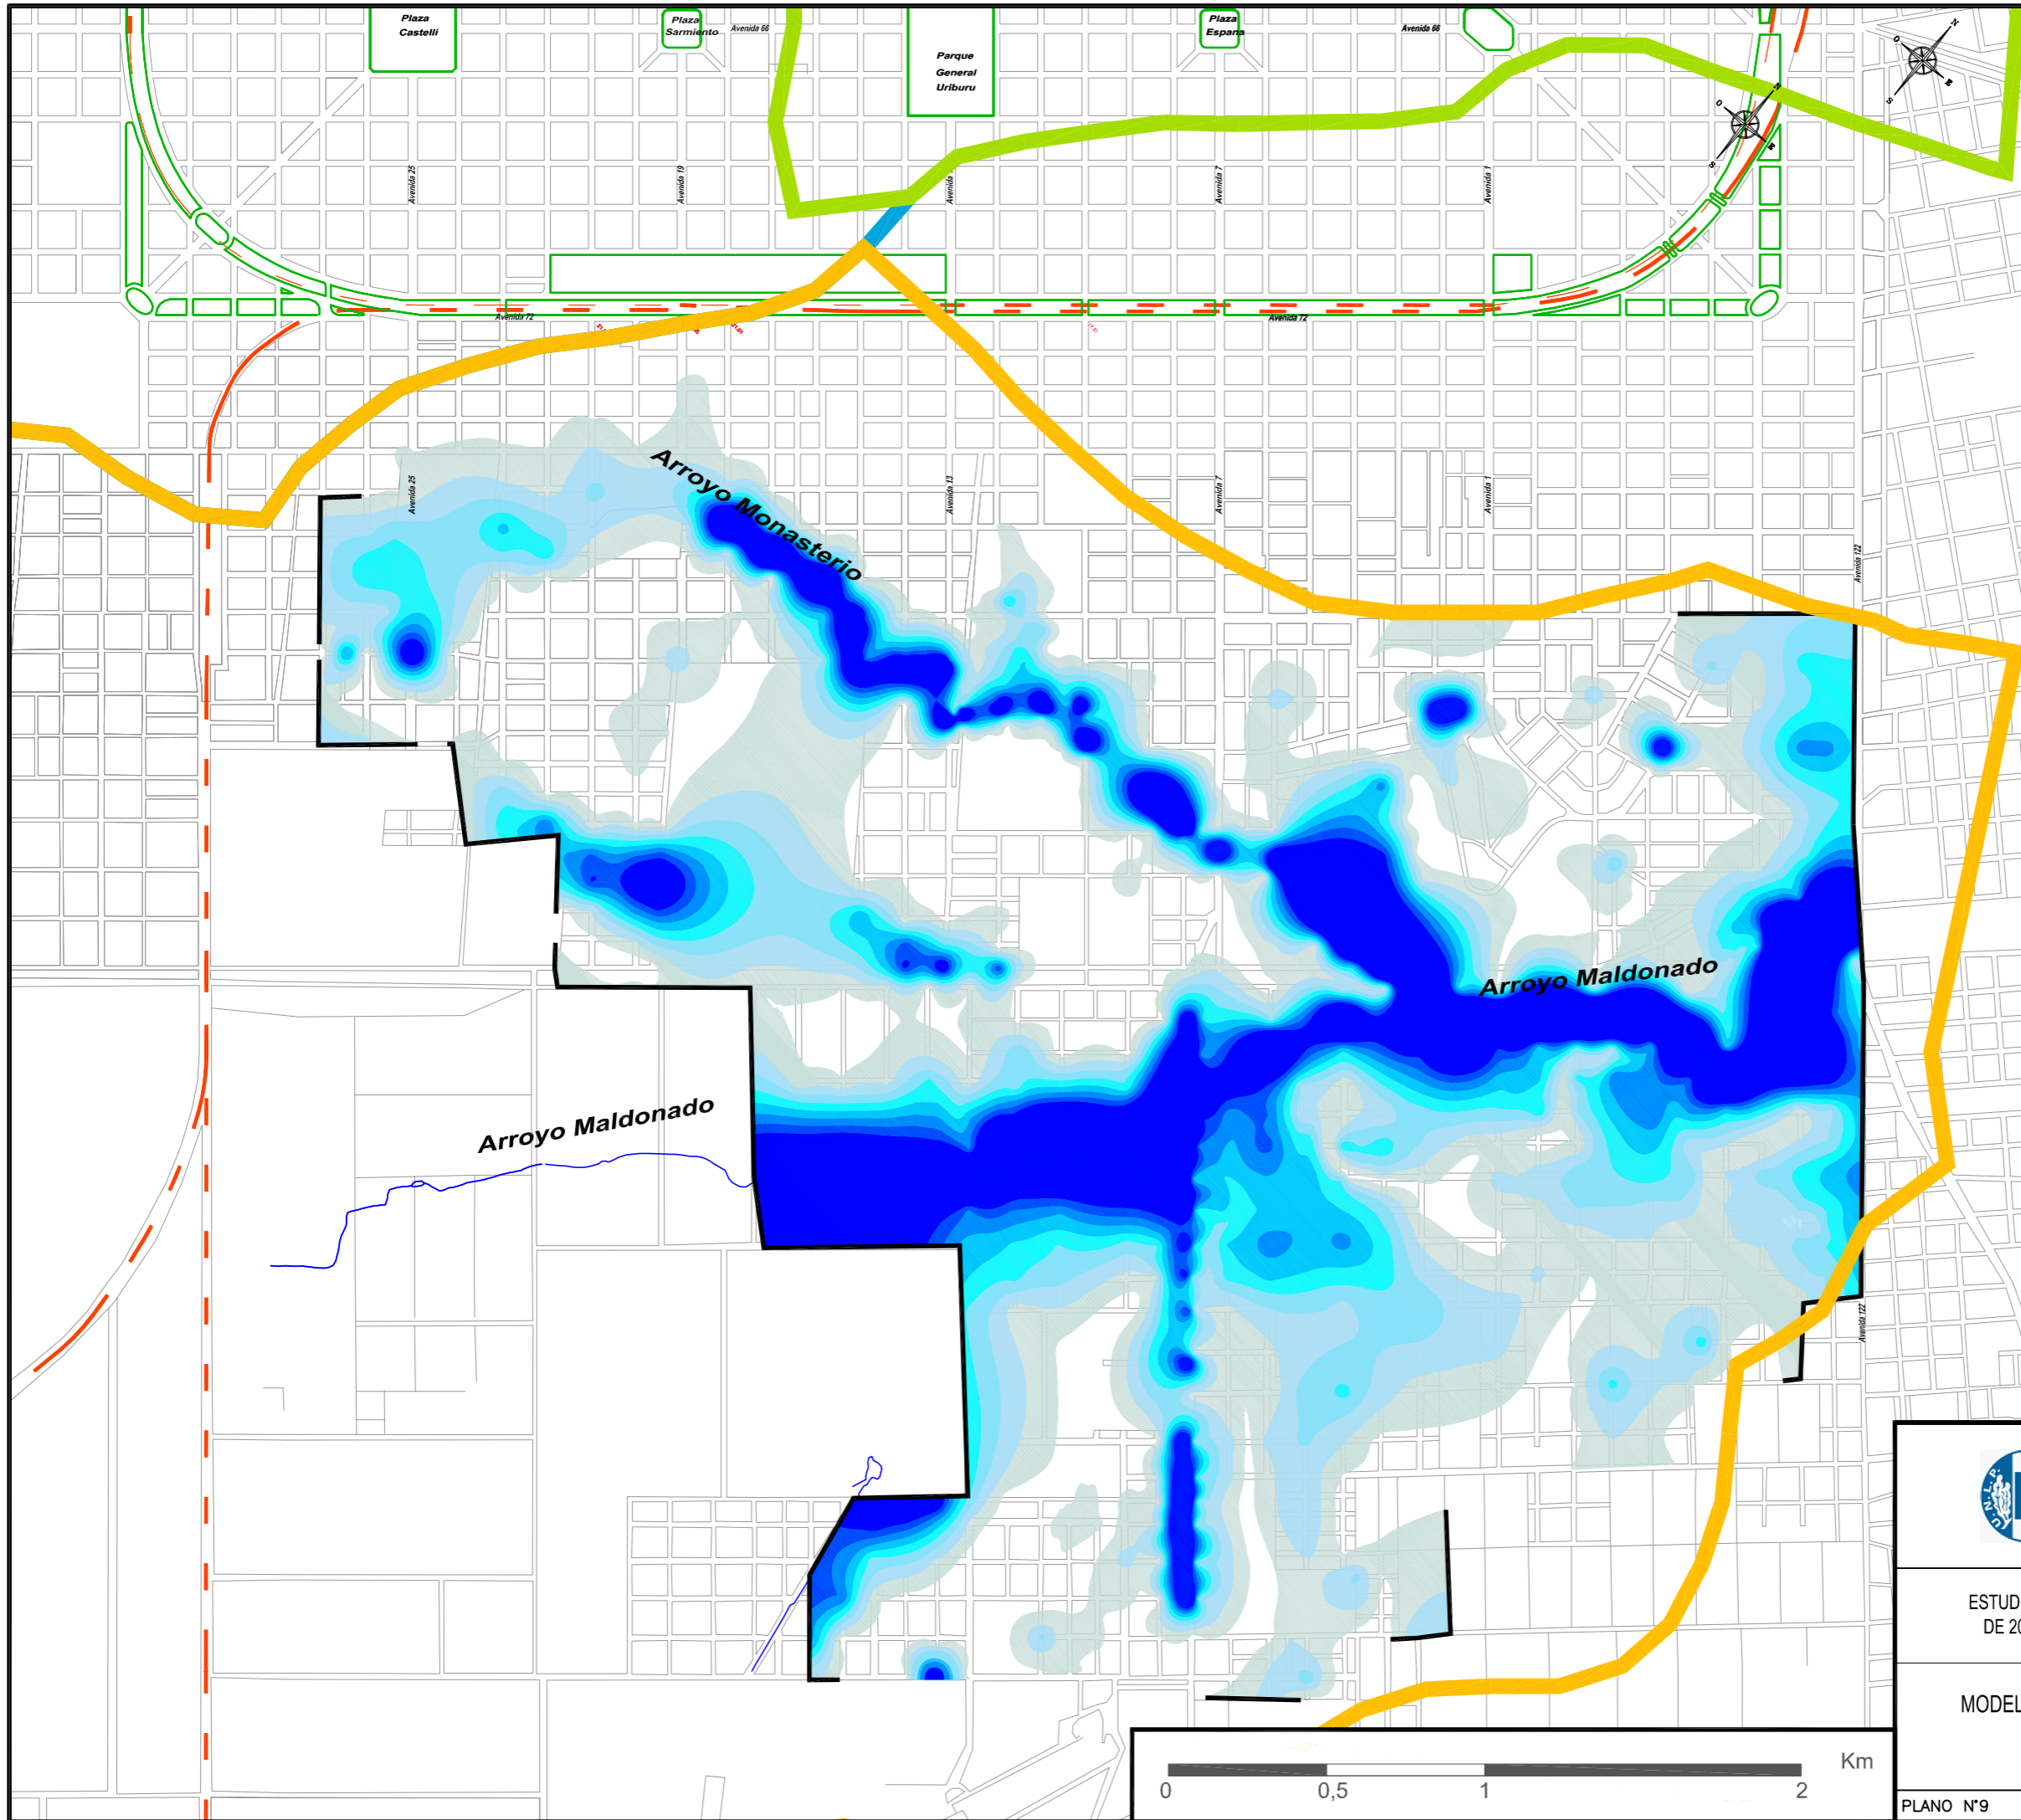 Plaza
Castelli
Plaza
Sarmiento
Avenida 66
Parque
General
Uriburu
Plaza
Espana
Avenida 66
N
O
S
N
O
S
Avenida 25
Avenida 19
Avenida 7
Avenida 1
Avenida 72
Avenida 72
Avenida 25
Arroyo Monasterio
Avenida 13
Avenida 7
Avenida 1
Avenida 122
Arroyo Maldonado
Arroyo Maldonado
Avenida 122
U.N.L.P.
ESTUD
DE 20
MODEL
PLANO N°9
Km
0
0,5
1
2